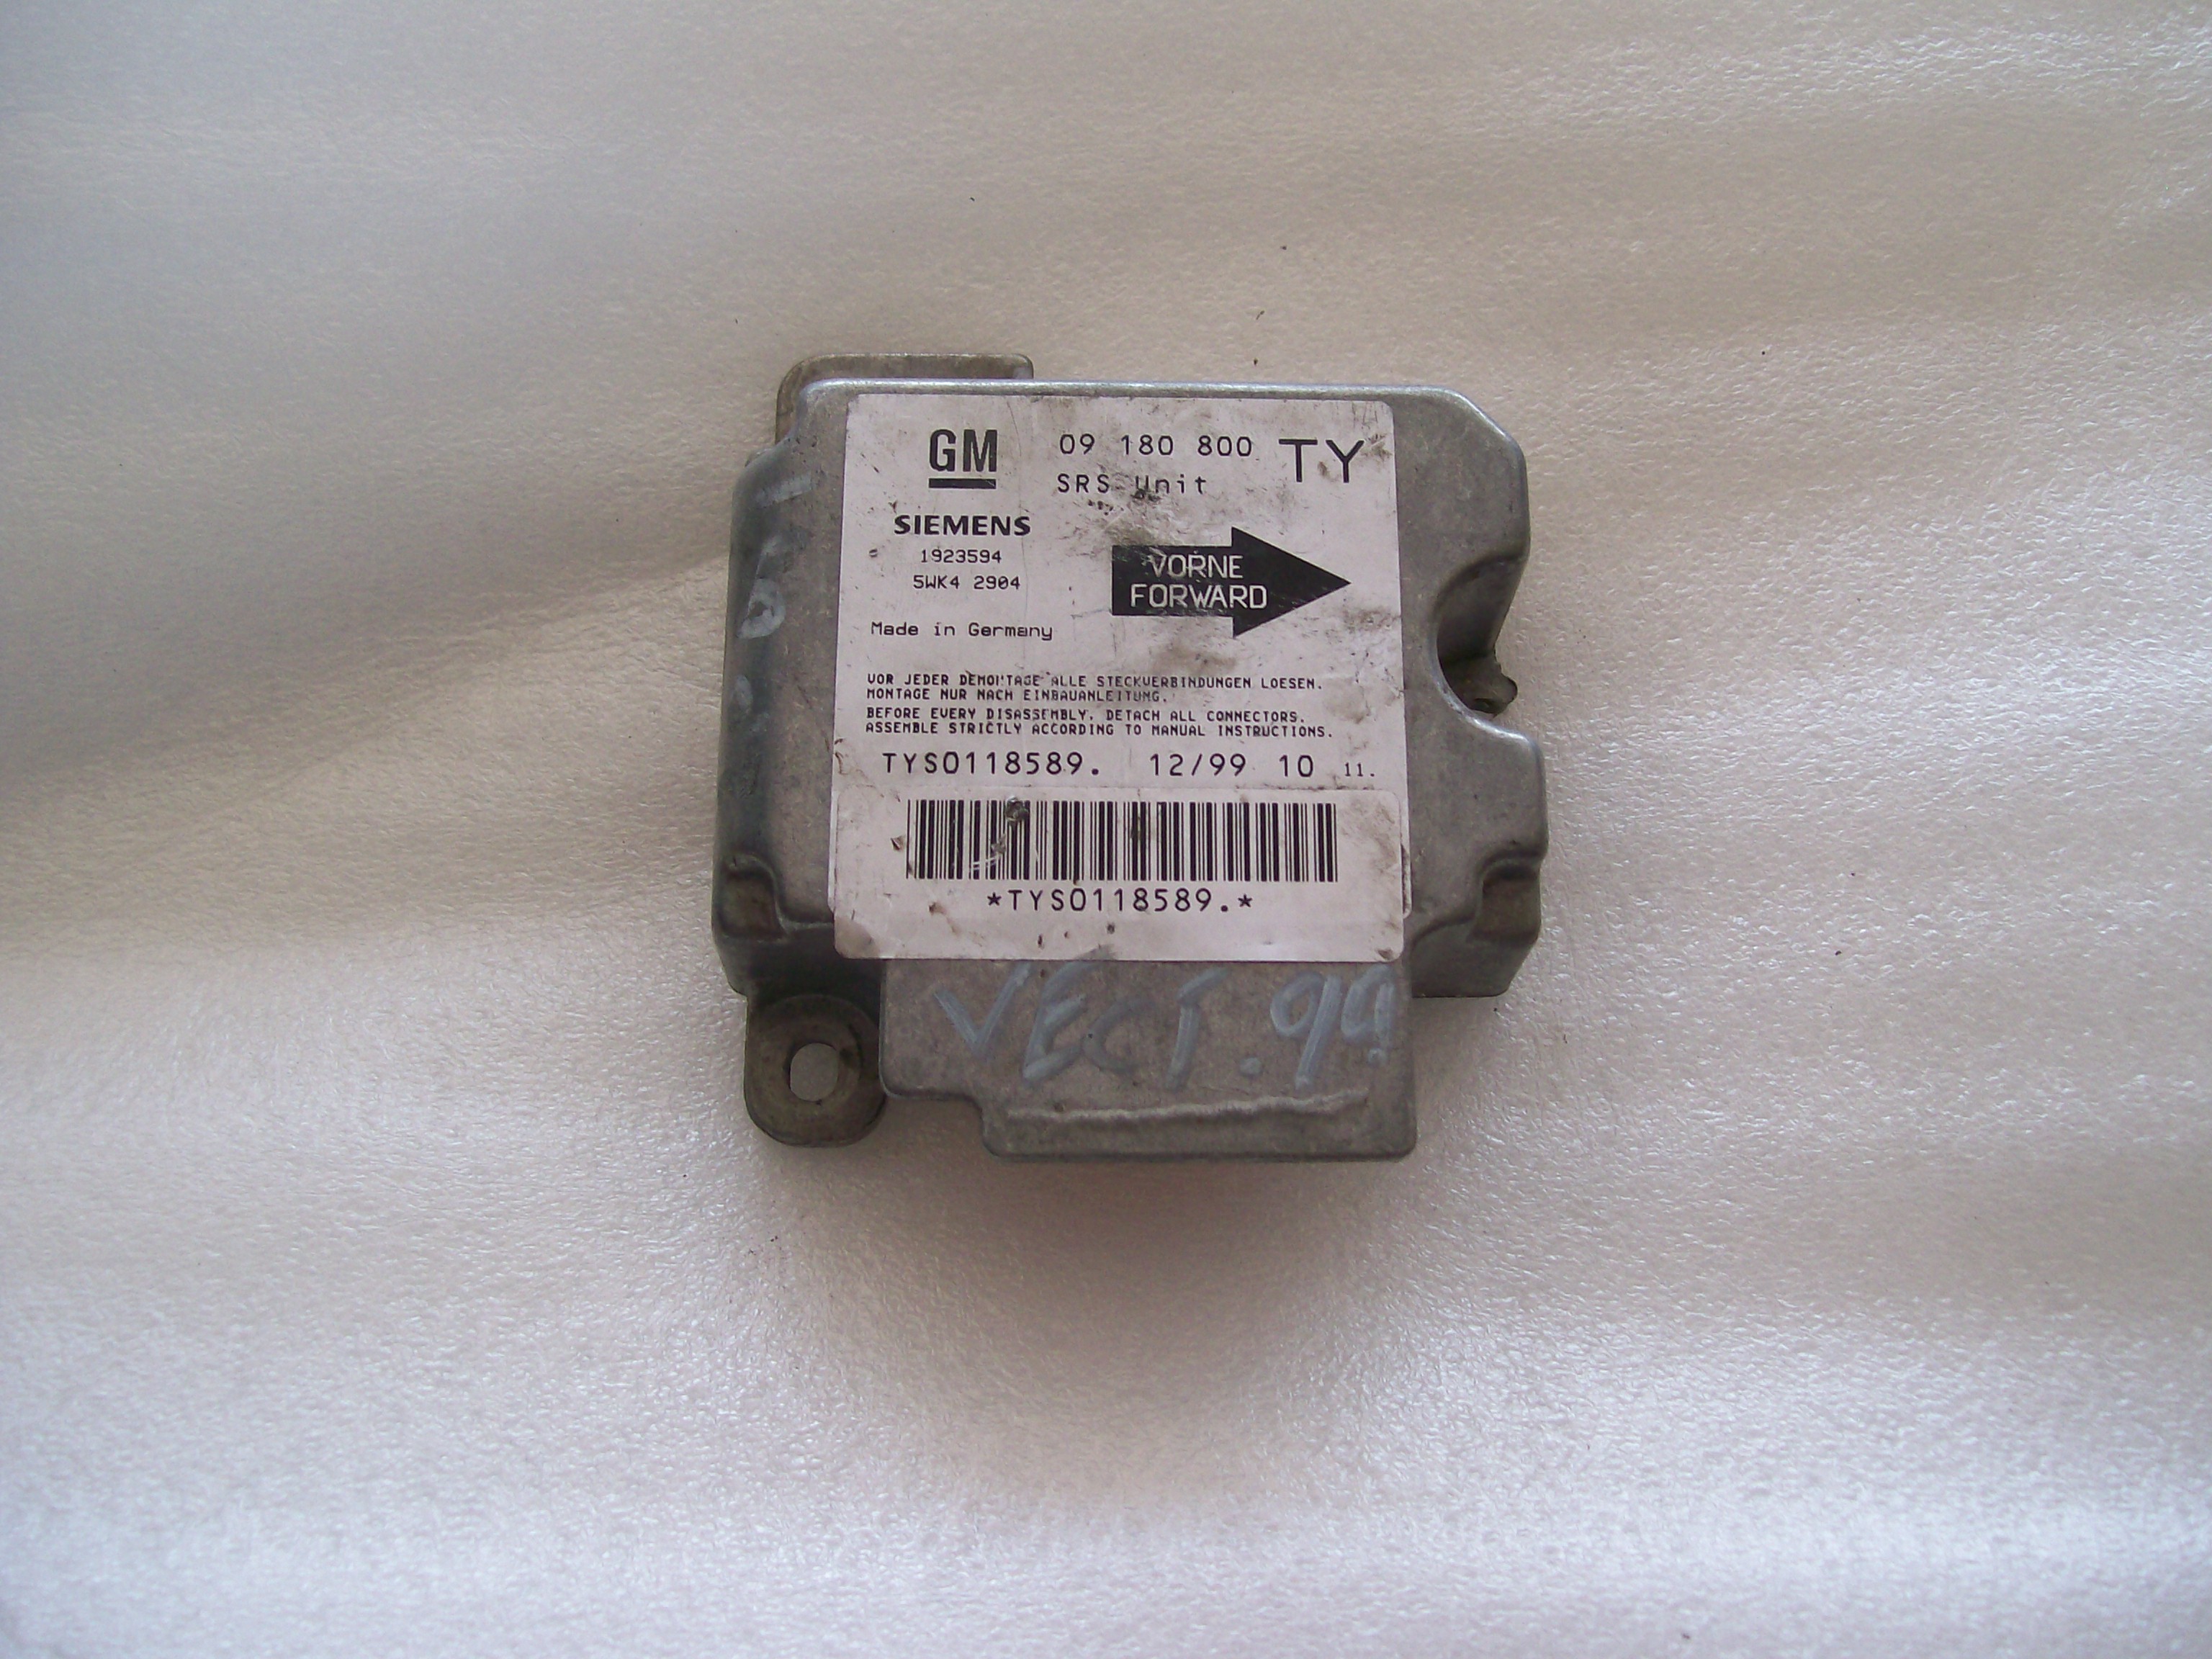 GM 09 180 800 TY
SRS Unit
SIEMENS
1923594
5WK4 2904
VORNE
FORWARD
Made in Germany
VOR JEDER DEMONTAGE ALLE STECKVERBINDUNGEN LOESEN.
MONTAGE NUR NACH EINBAUANLEITUNG.
BEFORE EVERY DISASSEMBLY, DETACH ALL CONNECTORS.
ASSEMBLE STRICTLY ACCORDING TO MANUAL INSTRUCTIONS.
TYS0118589. 12/99 10 11.
*TYS0118589.*
VECT.99